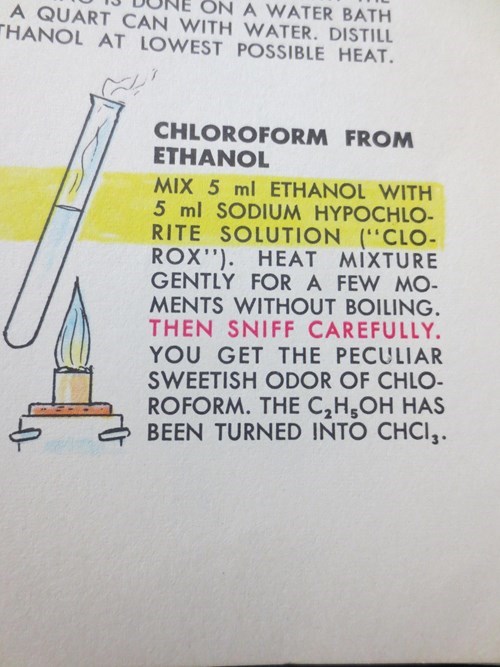 DONE ON A WATER BATH
A QUART CAN WITH WATER. DISTILL
THANOL AT LOWEST POSSIBLE HEAT.
CHLOROFORM FROM
ETHANOL
MIX 5 ml ETHANOL WITH
5 ml SODIUM HYPOCHLO-
RITE SOLUTION (“CLO-
ROX’’). HEAT MIXTURE
GENTLY FOR A FEW MO-
MENTS WITHOUT BOILING.
THEN SNIFF CAREFULLY.
YOU GET THE PECULIAR
SWEETISH ODOR OF CHLO-
ROFORM. THE C₂H₅OH HAS
BEEN TURNED INTO CHCl₃.